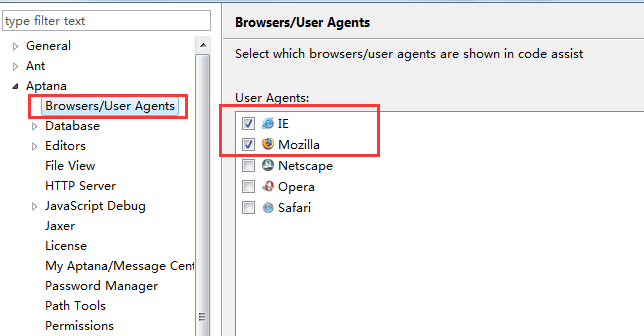 type filter text
General
Ant
Aptana
Browsers/User Agents
Database
Editors
File View
HTTP Server
JavaScript Debug
Jaxer
License
My Aptana/Message Cent
Password Manager
Path Tools
Permissions
Browsers/User Agents
Select which browsers/user agents are shown in code assist
User Agents:
IE
Mozilla
Netscape
Opera
Safari